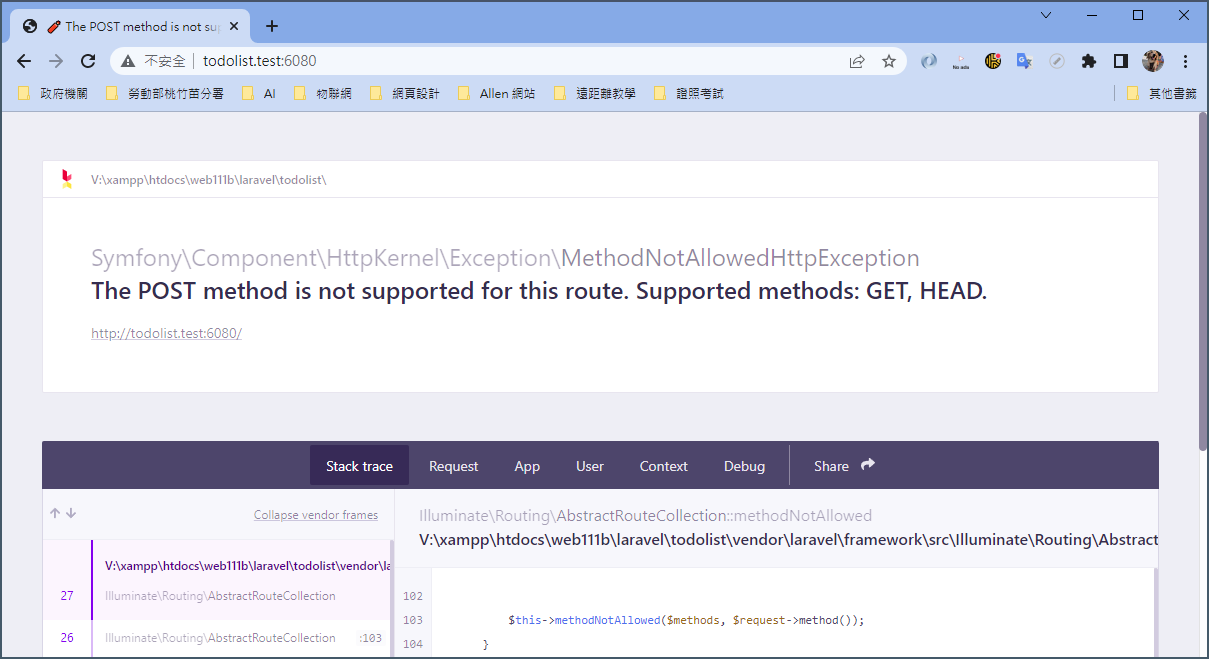 The POST method is not sup
不安全 | todolist.test:6080
No ads
政府機關 勞動部桃竹苗分署 AI 物聯網 網頁設計 Allen 網站 遠距離教學 證照考試 其他書籤
V:\xampp\htdocs\web111b\laravel\todolist\
Symfony\Component\HttpKernel\Exception\MethodNotAllowedHttpException
The POST method is not supported for this route. Supported methods: GET, HEAD.
http://todolist.test:6080/
Stack trace Request App User Context Debug Share
Collapse vendor frames
Illuminate\Routing\AbstractRouteCollection::methodNotAllowed
V:\xampp\htdocs\web111b\laravel\todolist\vendor\laravel\framework\src\Illuminate\Routing\Abstract
V:\xampp\htdocs\web111b\laravel\todolist\vendor\la
27 Illuminate\Routing\AbstractRouteCollection
26 Illuminate\Routing\AbstractRouteCollection :103
102
103 $this->methodNotAllowed($methods, $request->method());
104 }